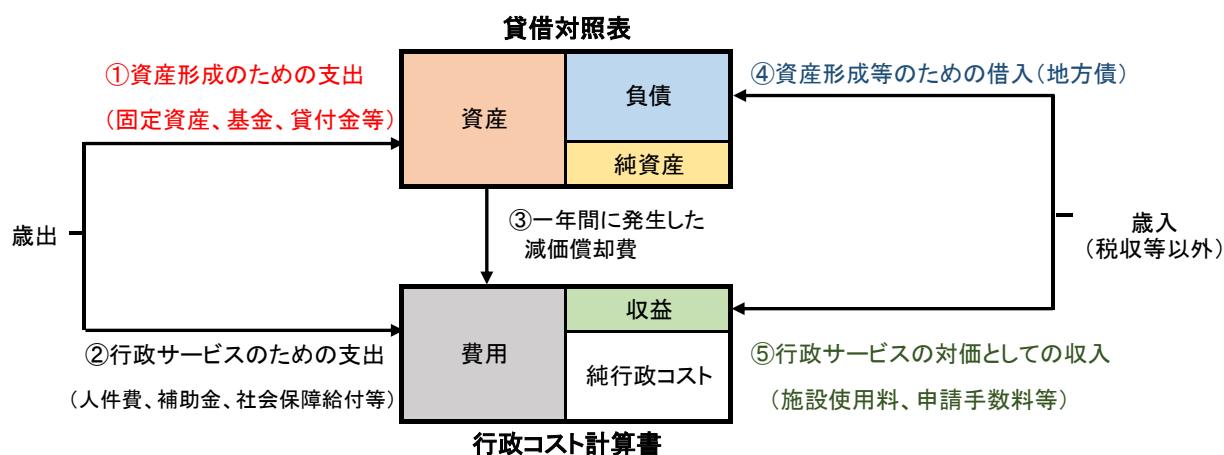 貸借対照表
①資産形成のための支出
（固定資産、基金、貸付金等）
資産
負債
純資産
④資産形成等のための借入（地方債）
歳出
③一年間に発生した
減価償却費
歳入
（税収等以外）
②行政サービスのための支出
（人件費、補助金、社会保障給付等）
費用
収益
純行政コスト
⑤行政サービスの対価としての収入
（施設使用料、申請手数料等）
行政コスト計算書